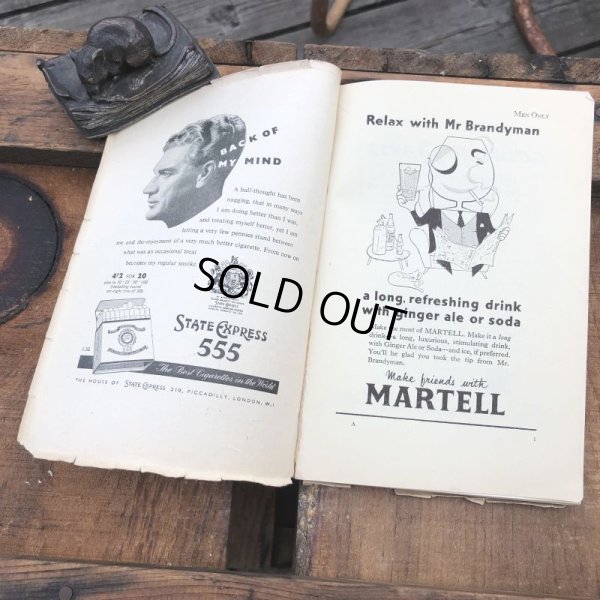 BACK OF
MY MIND
A half-thought has been
nagging, that in many ways
I am doing better than I was,
and treating myself better, yet I am
letting a very few pennies stand between
me and the enjoyment of a very much better cigarette. From now on
what was an occasional treat
becomes my regular smoke
4/2 FOR 20
STATE EXPRESS
555
The Best Cigarettes in the World
THE HOUSE OF STATE EXPRESS 210, PICCADILLY, LONDON, W.1
MEN ONLY
Relax with Mr Brandyman
a long, refreshing drink
with ginger ale or soda
Make the most of MARTELL. Make it a long
drink, a long, luxurious, stimulating drink,
with Ginger Ale or Soda—and ice, if preferred.
You'll be glad you took the tip from Mr.
Brandyman.
Make friends with
MARTELL
A
1
SOLD OUT